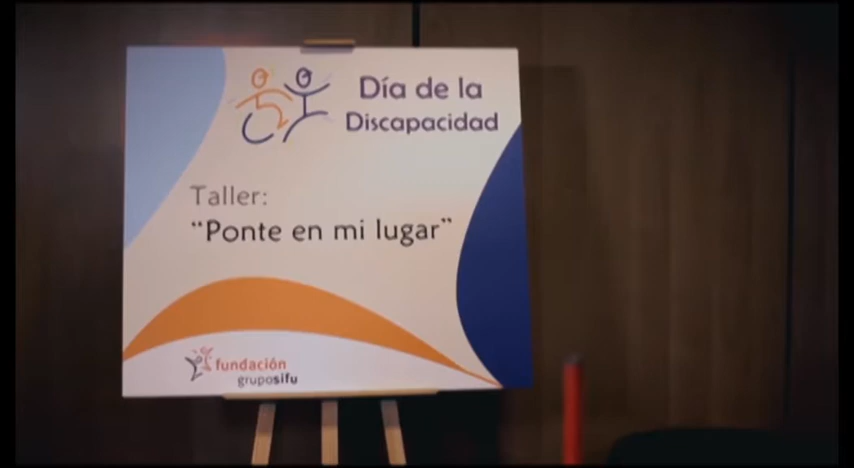 Día de la
Discapacidad
Taller:
“Ponte en mi lugar”
fundación
gruposifu